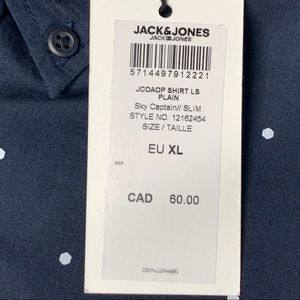 JACK&JONES
JACK&JONES
5714497912221
JCOAOP SHIRT LS
PLAIN
Sky Captain// SLIM
STYLE NO. 12162454
SIZE / TAILLE
EU XL
CAD 60.00